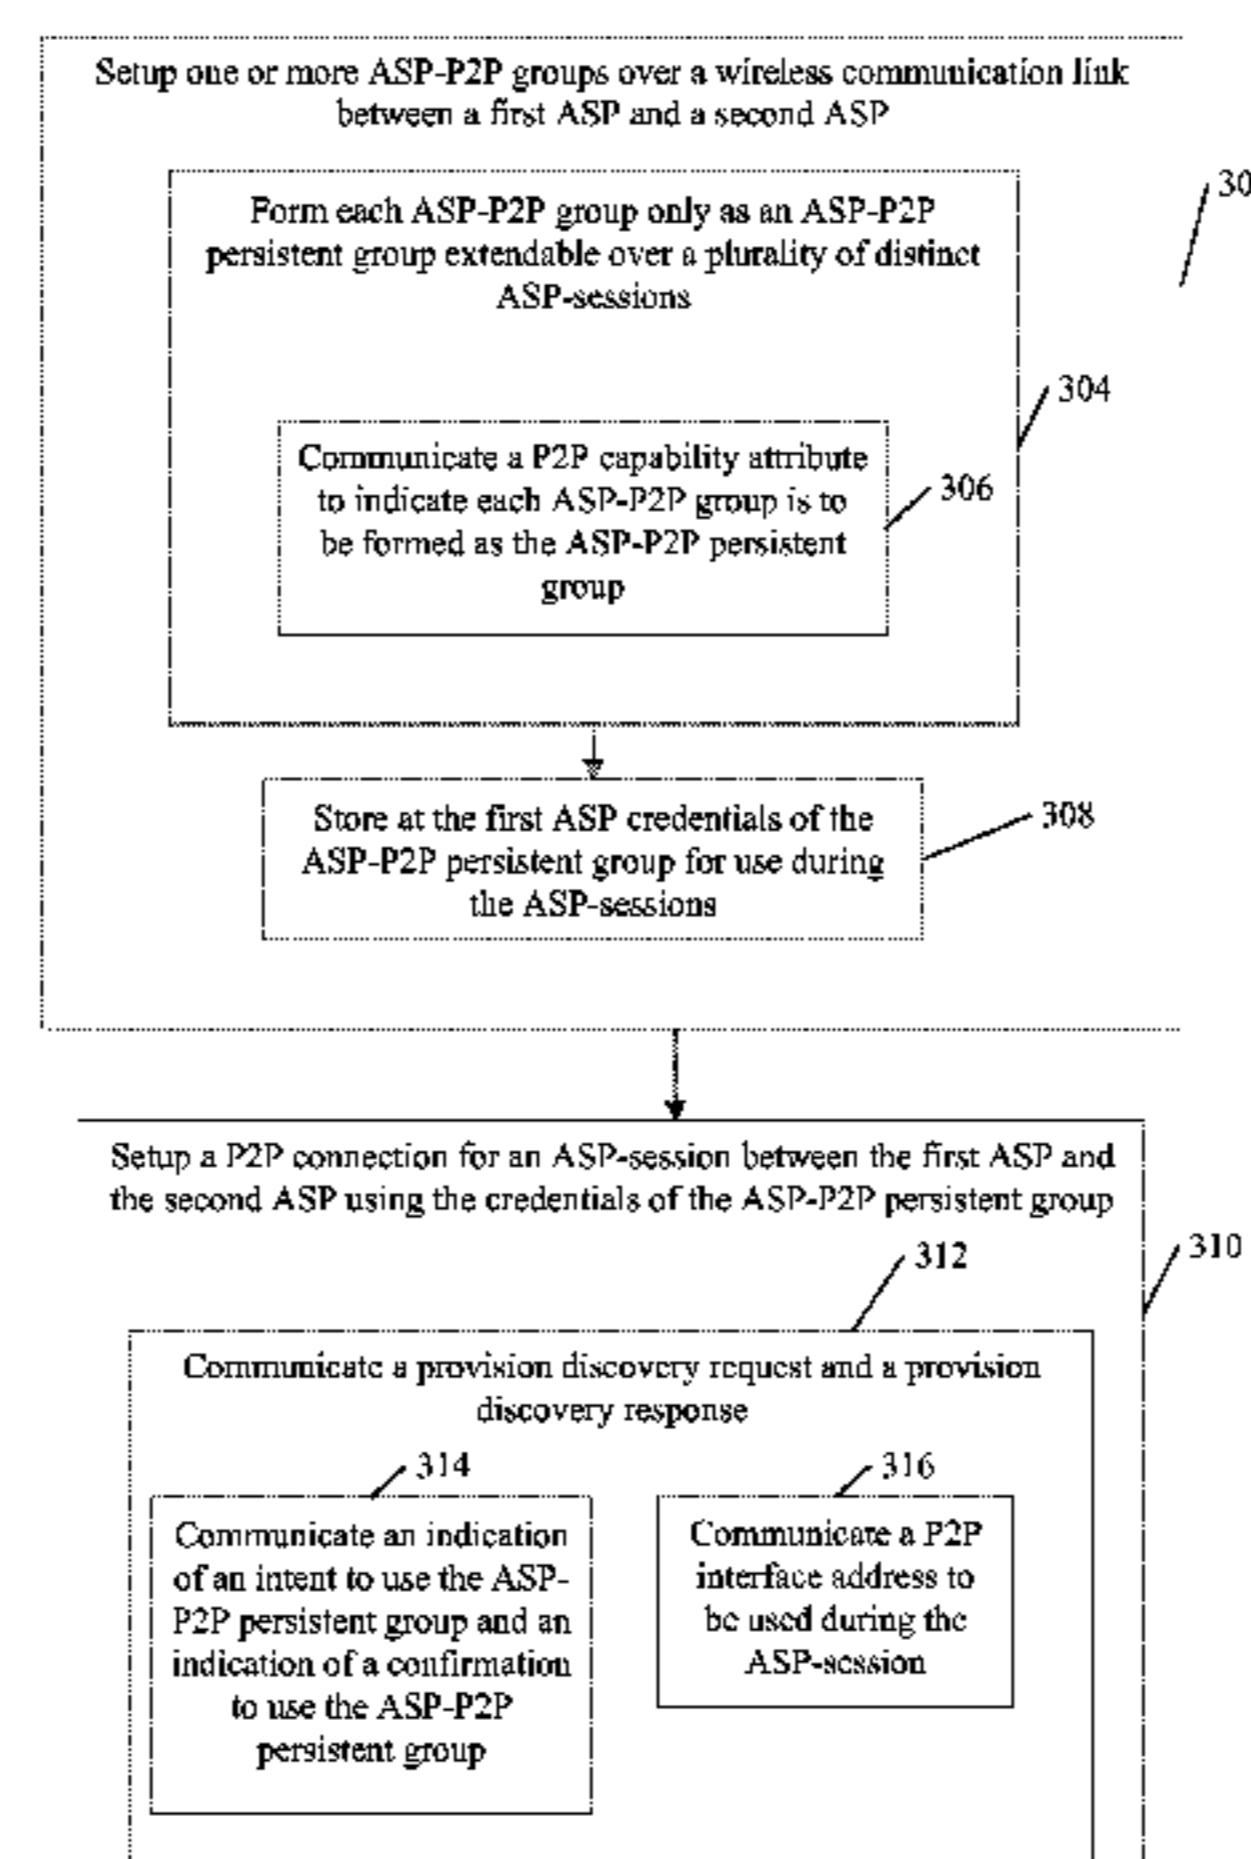 Setup one or more ASP-P2P groups over a wireless communication link
between a first ASP and a second ASP
30
Form each ASP-P2P group only as an ASP-P2P
persistent group extendable over a plurality of distinct
ASP-sessions
304
Communicate a P2P capability attribute
to indicate each ASP-P2P group is to
be formed as the ASP-P2P persistent
group
306
Store at the first ASP credentials of the
ASP-P2P persistent group for use during
the ASP-sessions
308
Setup a P2P connection for an ASP-session between the first ASP and
the second ASP using the credentials of the ASP-P2P persistent group
310
312
Communicate a provision discovery request and a provision
discovery response
314
Communicate an indication
of an intent to use the ASP-
P2P persistent group and an
indication of a confirmation
to use the ASP-P2P
persistent group
316
Communicate a P2P
interface address to
be used during the
ASP-session